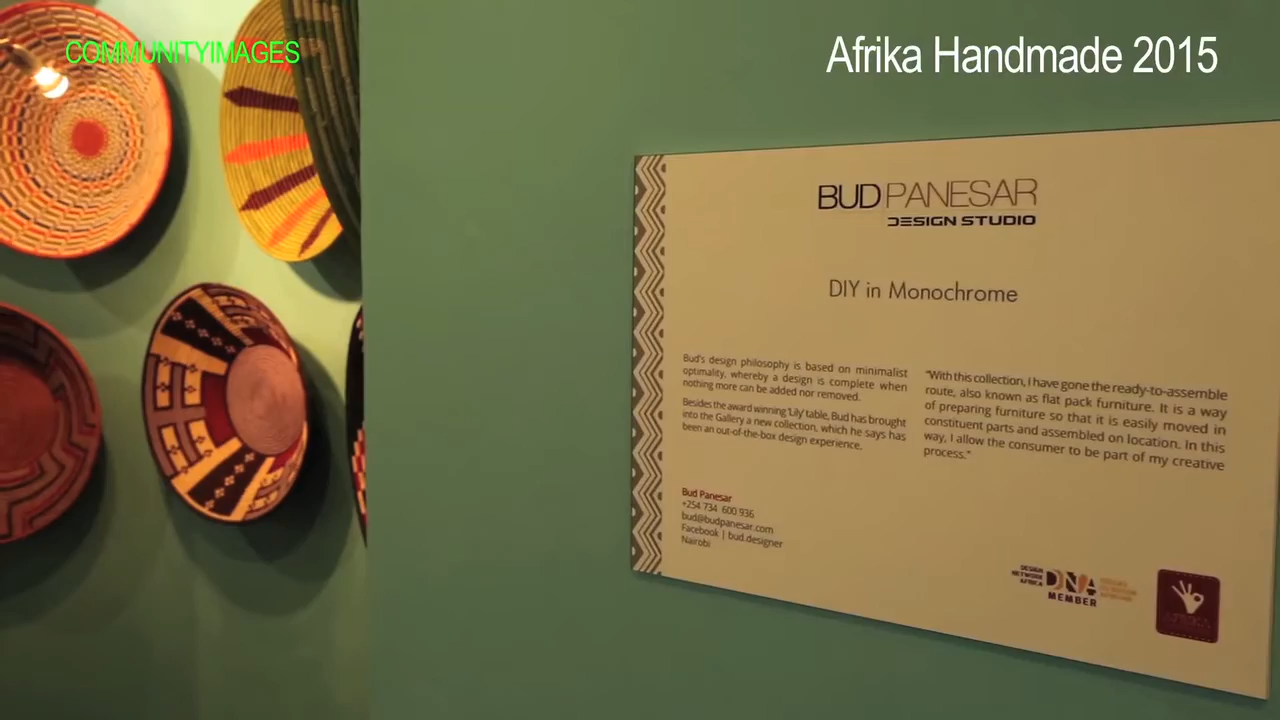 COMMUNITYIMAGES
Afrika Handmade 2015
BUD PANESAR
DESIGN STUDIO
DIY in Monochrome
Bud's design philosophy is based on minimalist
optimality, whereby a design is complete when
nothing more can be added nor removed.
Besides the award winning 'Lily' table, Bud has brought
into the Gallery a new collection, which he says has
been an out-of-the-box design experience.
"With this collection, I have gone the ready-to-assemble
route, also known as flat pack furniture. It is a way
of preparing furniture so that it is easily moved in
constituent parts and assembled on location. In this
way, I allow the consumer to be part of my creative
process."
Bud Panesar
+254 734 600 936
bud@budpanesar.com
Facebook | bud.designer
Nairobi
DESIGN
NETWORK
AFRICA
DNA
MEMBER
AFRIKA